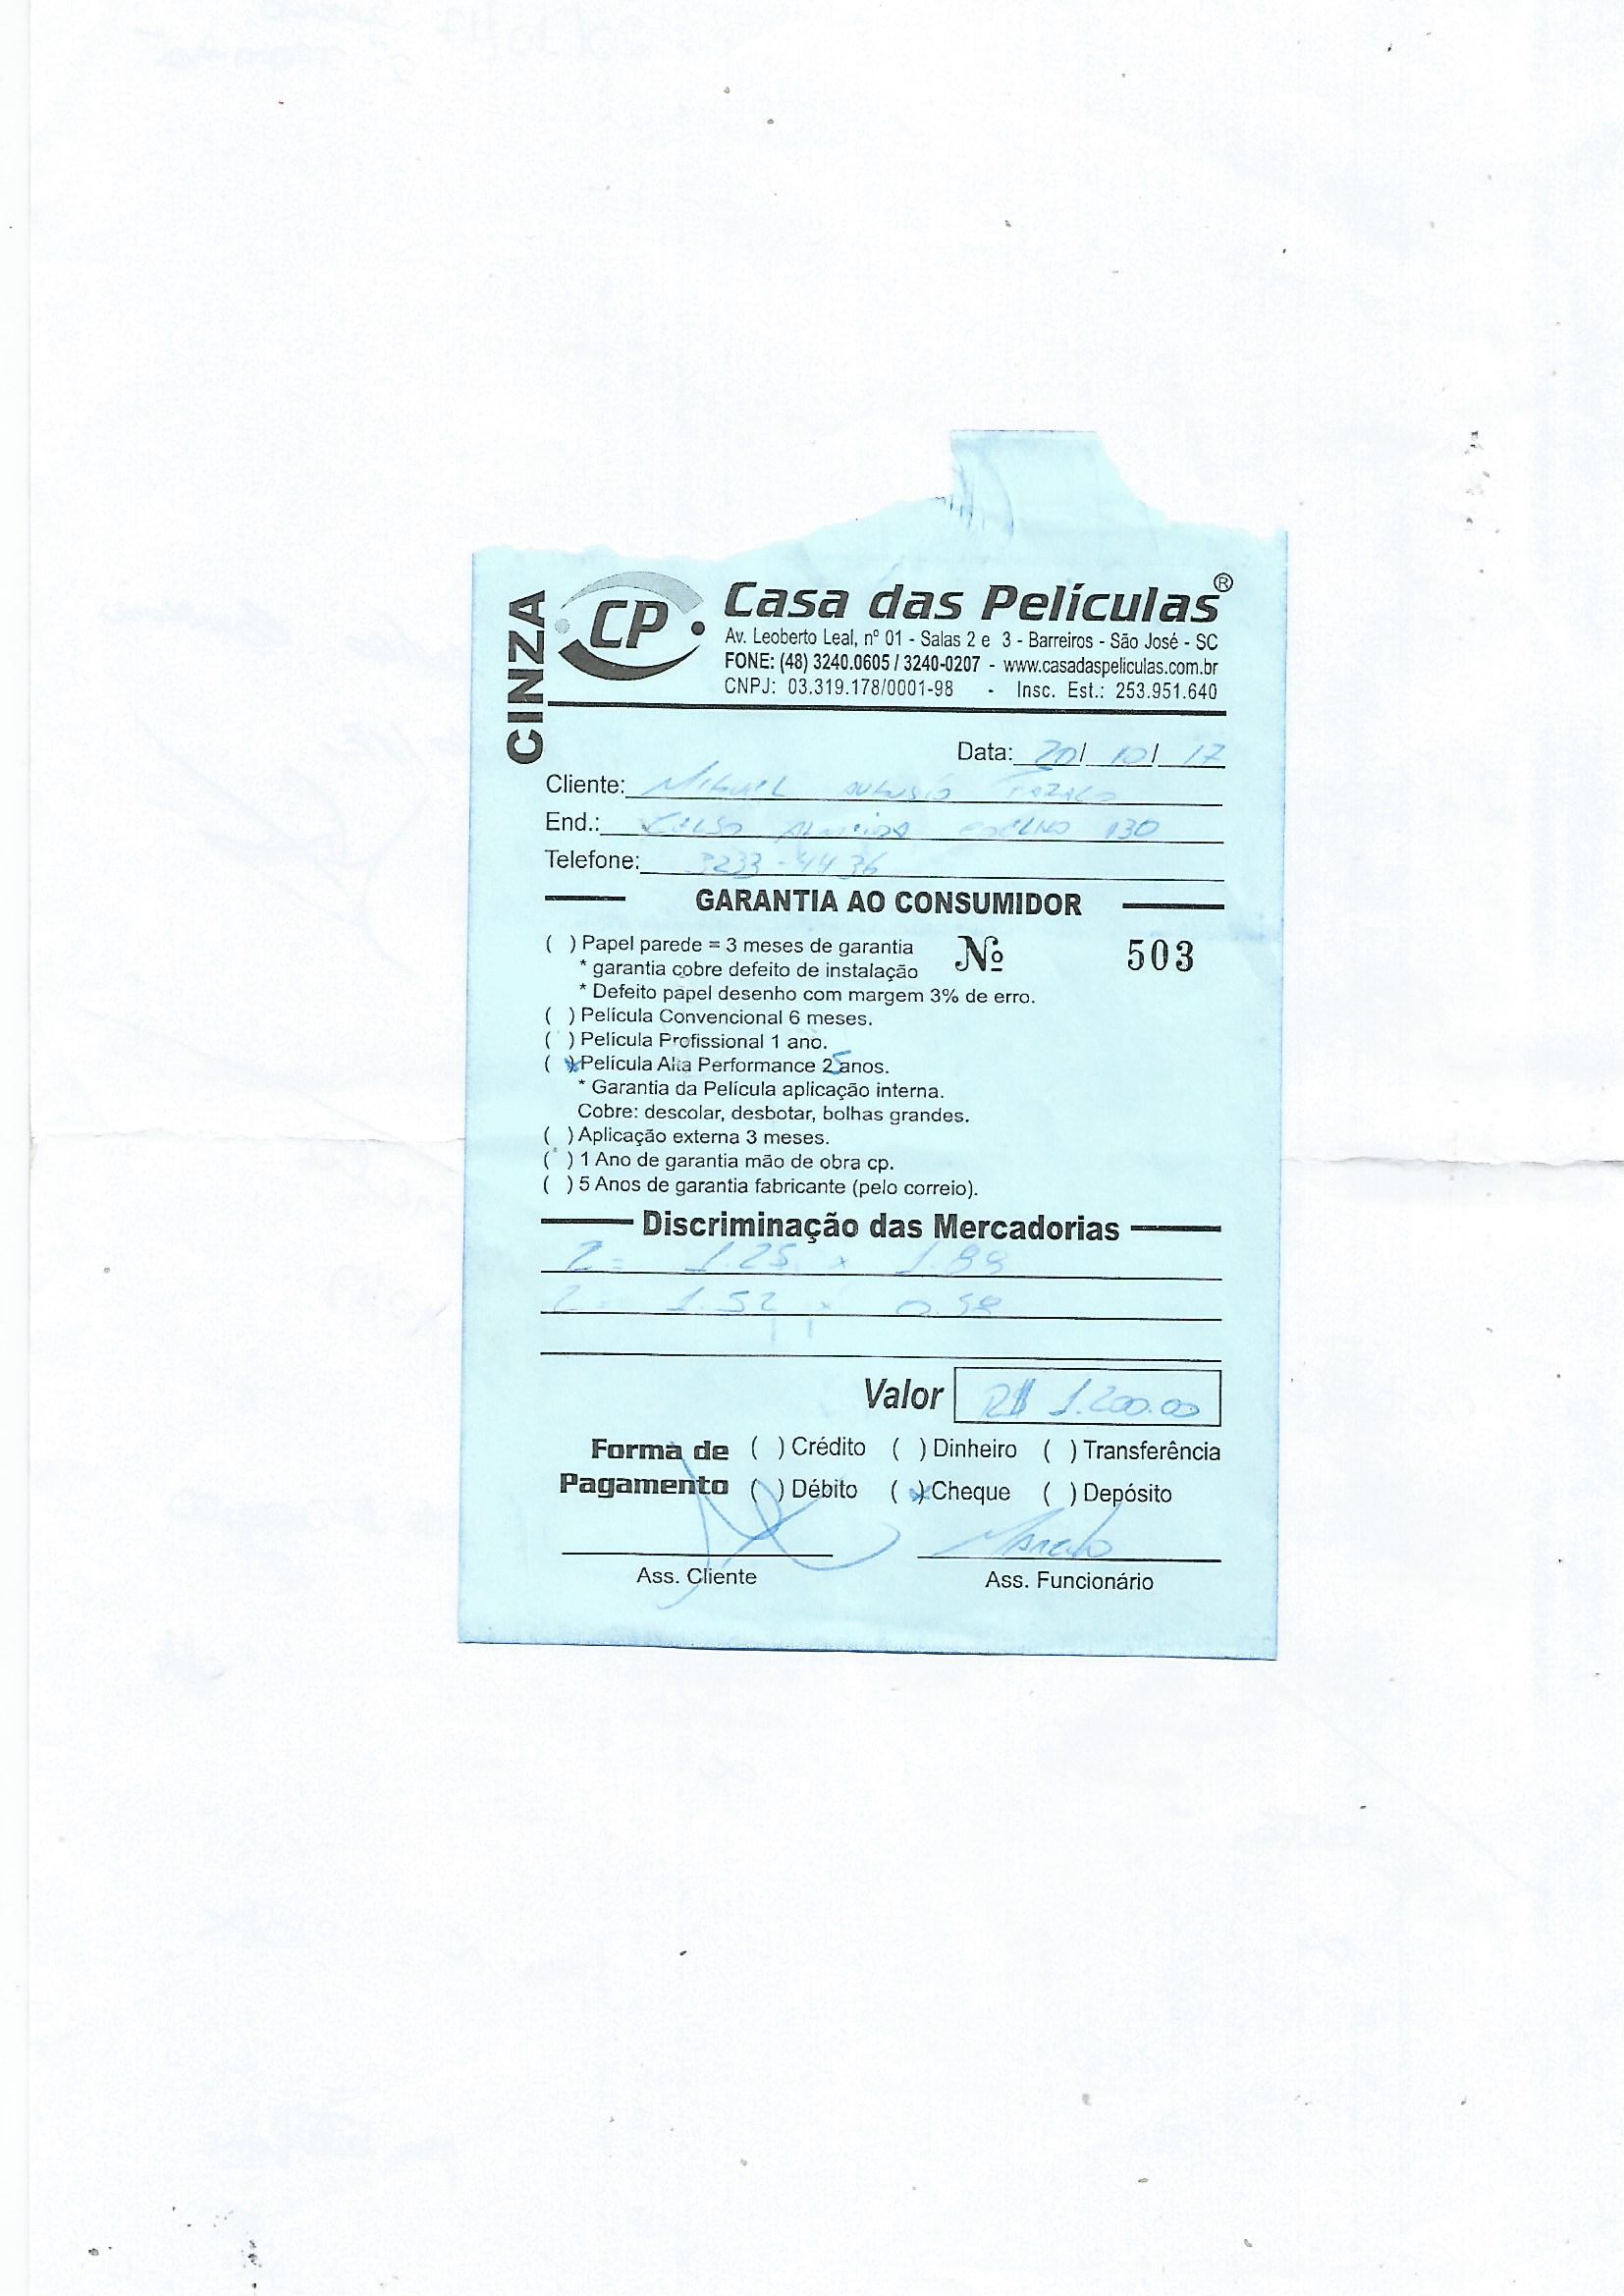 CINZA
CP
Casa das Películas®
Av. Leoberto Leal, nº 01 - Salas 2 e 3 - Barreiros - São José - SC
FONE: (48) 3240.0605 / 3240-0207 - www.casadaspeliculas.com.br
CNPJ: 03.319.178/0001-98 - Insc. Est.: 253.951.640
Data: 20/ 10/ 17
Cliente: Miguel Augusto
End.: Celso Almeida Coelho 130
Telefone: 3233-4436
GARANTIA AO CONSUMIDOR
( ) Papel parede = 3 meses de garantia Nº 503
* garantia cobre defeito de instalação
* Defeito papel desenho com margem 3% de erro.
( ) Película Convencional 6 meses.
( ) Película Profissional 1 ano.
( x) Película Alta Performance 2 5 anos.
* Garantia da Película aplicação interna.
Cobre: descolar, desbotar, bolhas grandes.
( ) Aplicação externa 3 meses.
( ) 1 Ano de garantia mão de obra cp.
( ) 5 Anos de garantia fabricante (pelo correio).
Discriminação das Mercadorias
2 = 1.25 x 1.88
2 = 1.52 x 0.58
Valor R$ 1.200.00
Forma de ( ) Crédito ( ) Dinheiro ( ) Transferência
Pagamento ( ) Débito ( x) Cheque ( ) Depósito
Marcelo
Ass. Cliente Ass. Funcionário